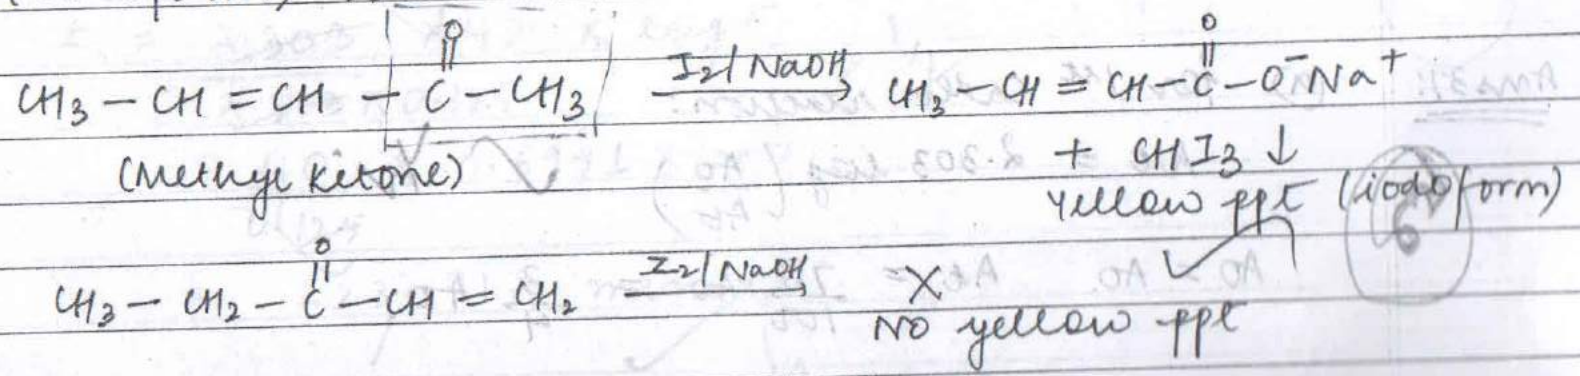 CH3 – CH = CH – C – CH3 I2/NaOH CH3 – CH = CH – C – O⁻Na⁺
O O
(Methyl Ketone) + CHI3 ↓
Yellow ppt (iodoform)
O
CH3 – CH2 – C – CH = CH2 I2/NaOH X
No yellow ppt